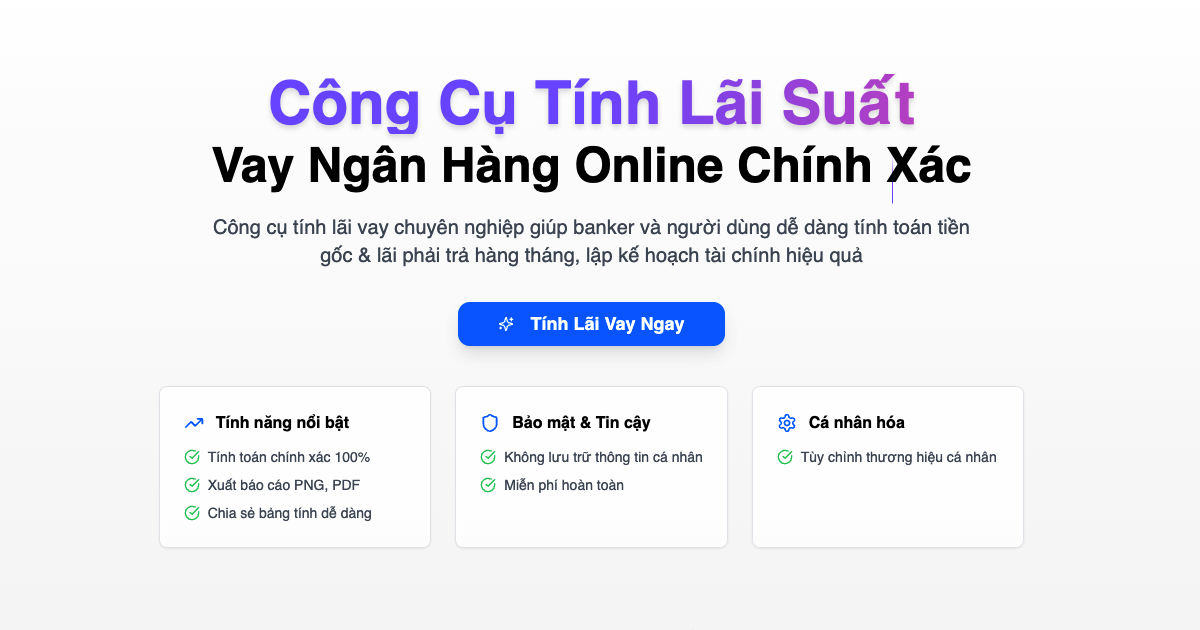 Công Cụ Tính Lãi Suất
Vay Ngân Hàng Online Chính Xác
Công cụ tính lãi vay chuyên nghiệp giúp banker và người dùng dễ dàng tính toán tiền
gốc & lãi phải trả hàng tháng, lập kế hoạch tài chính hiệu quả
Tính Lãi Vay Ngay
Tính năng nổi bật
Tính toán chính xác 100%
Xuất báo cáo PNG, PDF
Chia sẻ bảng tính dễ dàng
Bảo mật & Tin cậy
Không lưu trữ thông tin cá nhân
Miễn phí hoàn toàn
Cá nhân hóa
Tùy chỉnh thương hiệu cá nhân